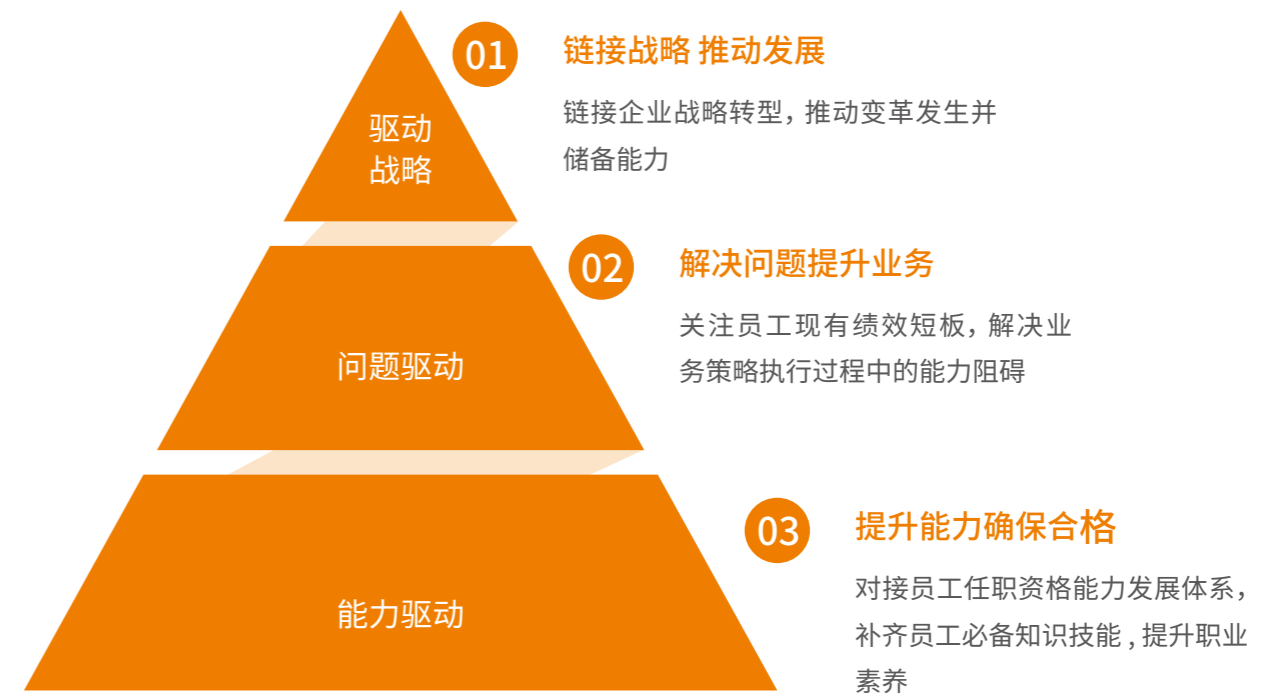 驱动
战略
01
链接战略 推动发展
链接企业战略转型，推动变革发生并
储备能力
问题驱动
02
解决问题提升业务
关注员工现有绩效短板，解决业
务策略执行过程中的能力阻碍
能力驱动
03
提升能力确保合格
对接员工任职资格能力发展体系，
补齐员工必备知识技能 , 提升职业
素养